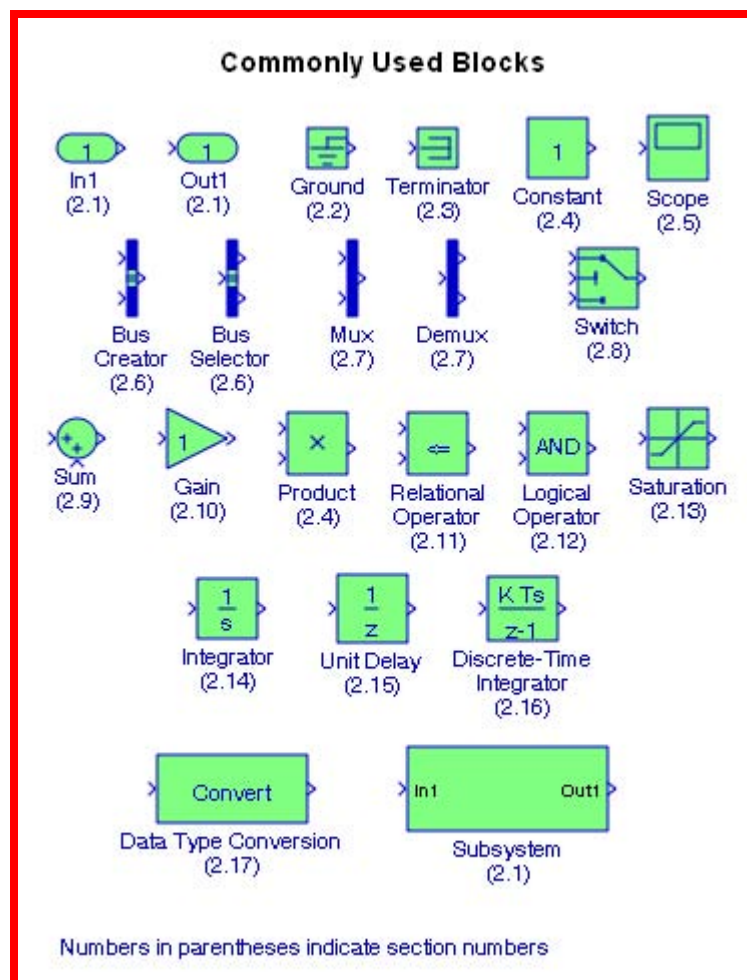 Commonly Used Blocks
1 1 1
In1 Out1 Ground Terminator Constant Scope
(2.1) (2.1) (2.2) (2.3) (2.4) (2.5)
Bus Bus Mux Demux Switch
Creator Selector (2.7) (2.7) (2.8)
(2.6) (2.6)
1 × <= AND
Sum Gain Product Relational Logical Saturation
(2.9) (2.10) (2.4) Operator Operator (2.13)
(2.11) (2.12)
1 1 K Ts
s z z-1
Integrator Unit Delay Discrete-Time
(2.14) (2.15) Integrator
(2.16)
Convert In1 Out1
Data Type Conversion Subsystem
(2.17) (2.1)
Numbers in parentheses indicate section numbers